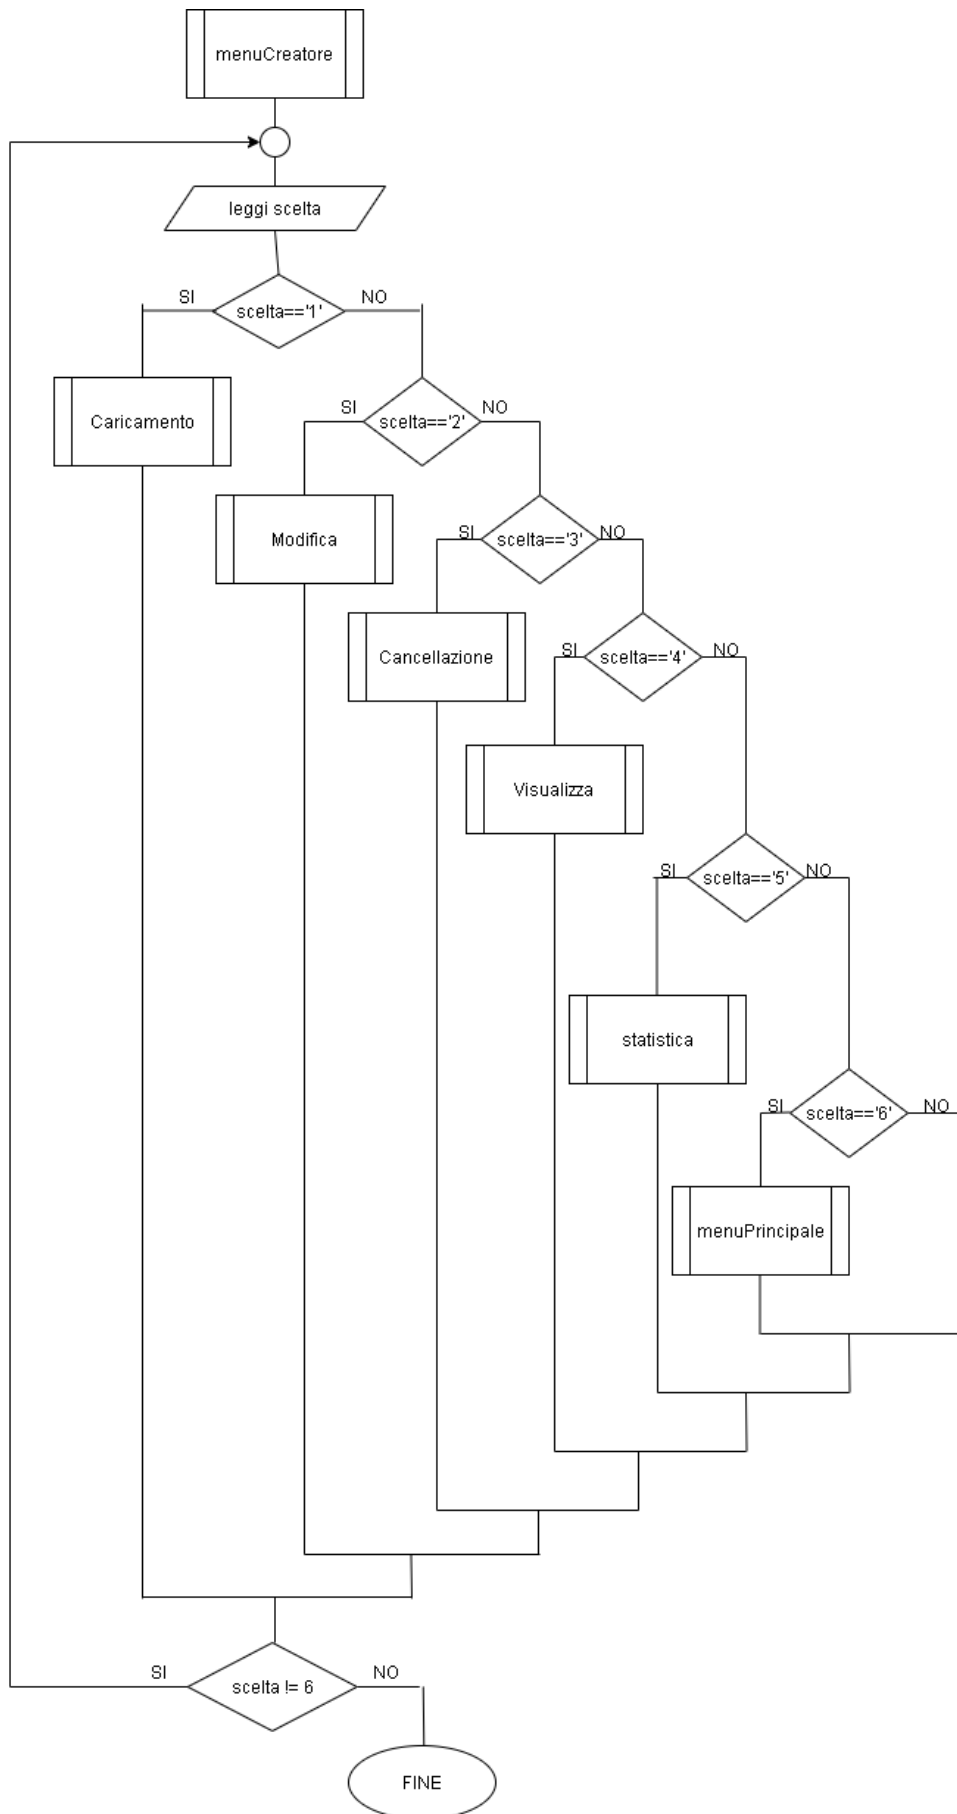 menuCreatore
leggi scelta
SI
NO
scelta=='1'
Caricamento
SI
NO
scelta=='2'
Modifica
SI
NO
scelta=='3'
Cancellazione
SI
NO
scelta=='4'
Visualizza
SI
NO
scelta=='5'
statistica
SI
NO
scelta=='6'
menuPrincipale
SI
NO
scelta != 6
FINE